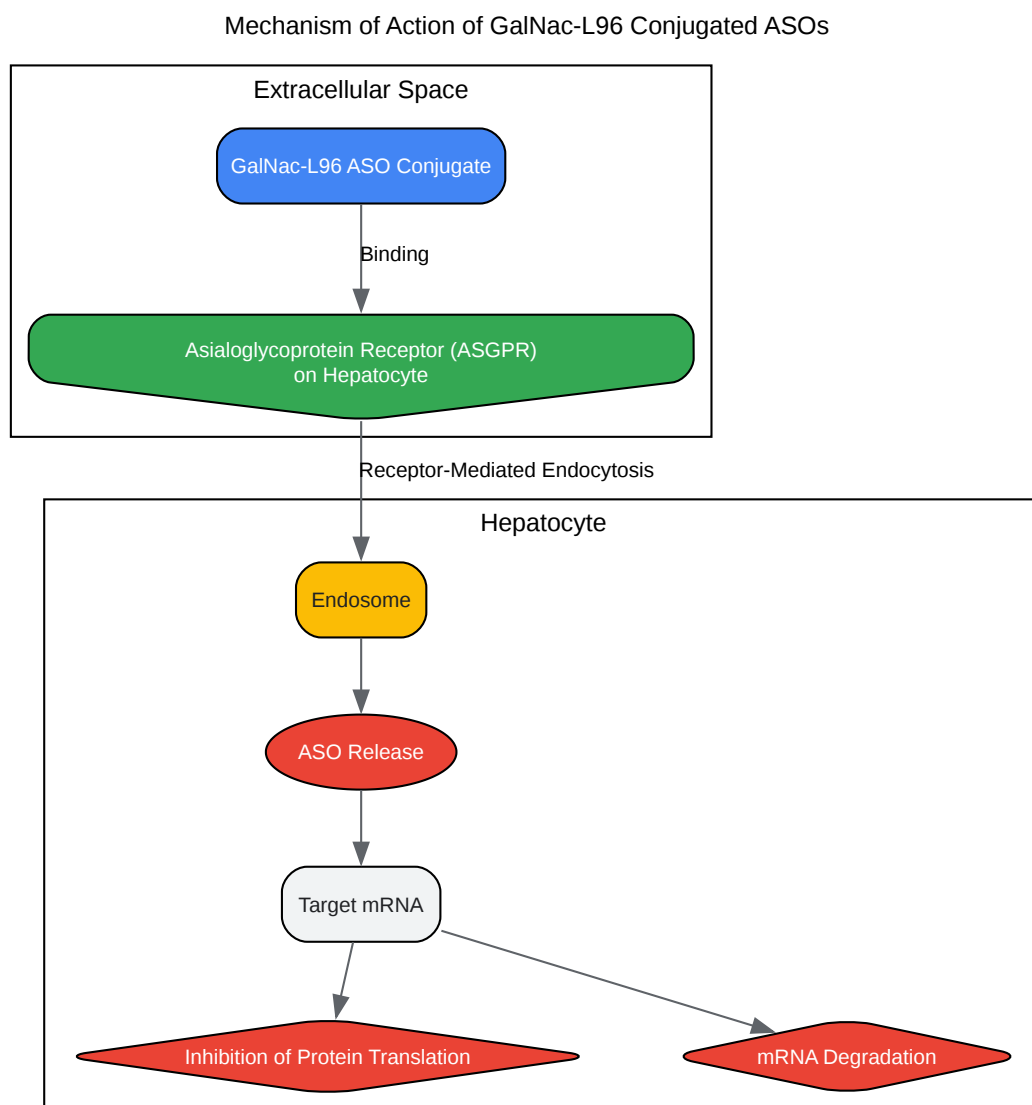 Mechanism of Action of GalNac-L96 Conjugated ASOs
Extracellular Space
GalNac-L96 ASO Conjugate
Binding
Asialoglycoprotein Receptor (ASGPR)
on Hepatocyte
Receptor-Mediated Endocytosis
Hepatocyte
Endosome
ASO Release
Target mRNA
Inhibition of Protein Translation
mRNA Degradation